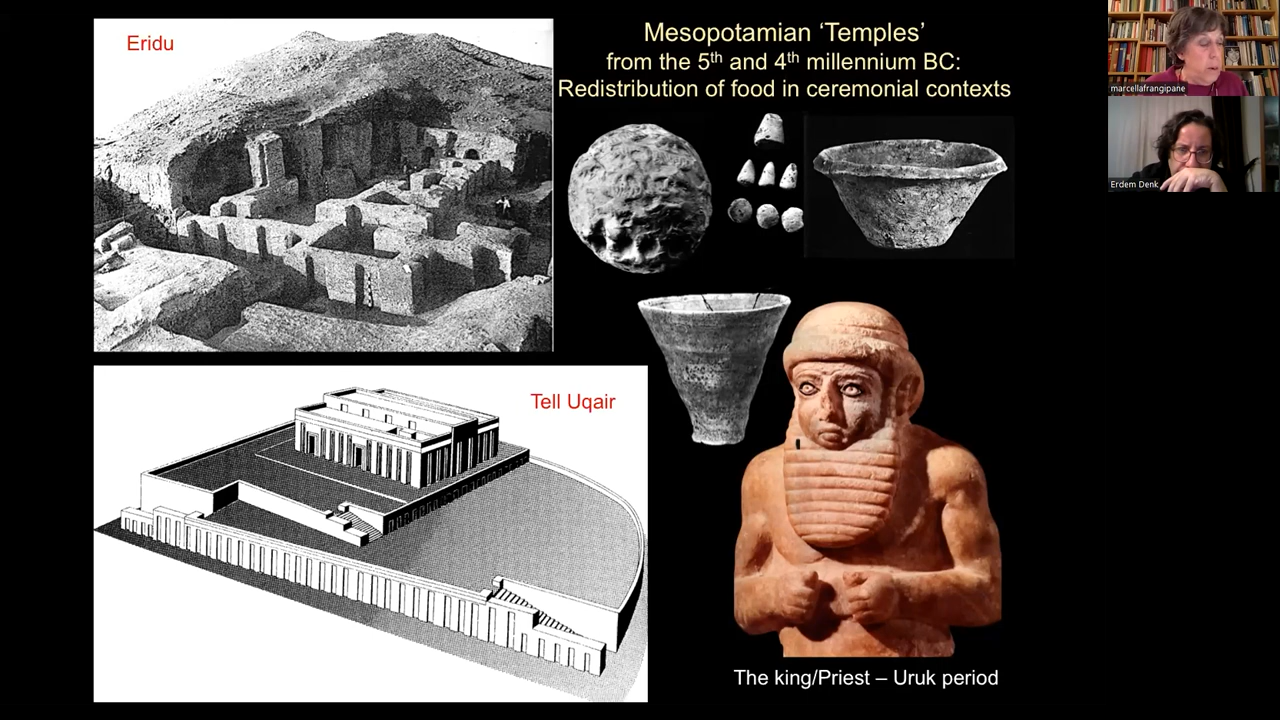 Eridu
Mesopotamian ‘Temples’
from the 5th and 4th millennium BC:
Redistribution of food in ceremonial contexts
marcellafrangipane
Erdem Denk
Tell Uqair
The king/Priest – Uruk period